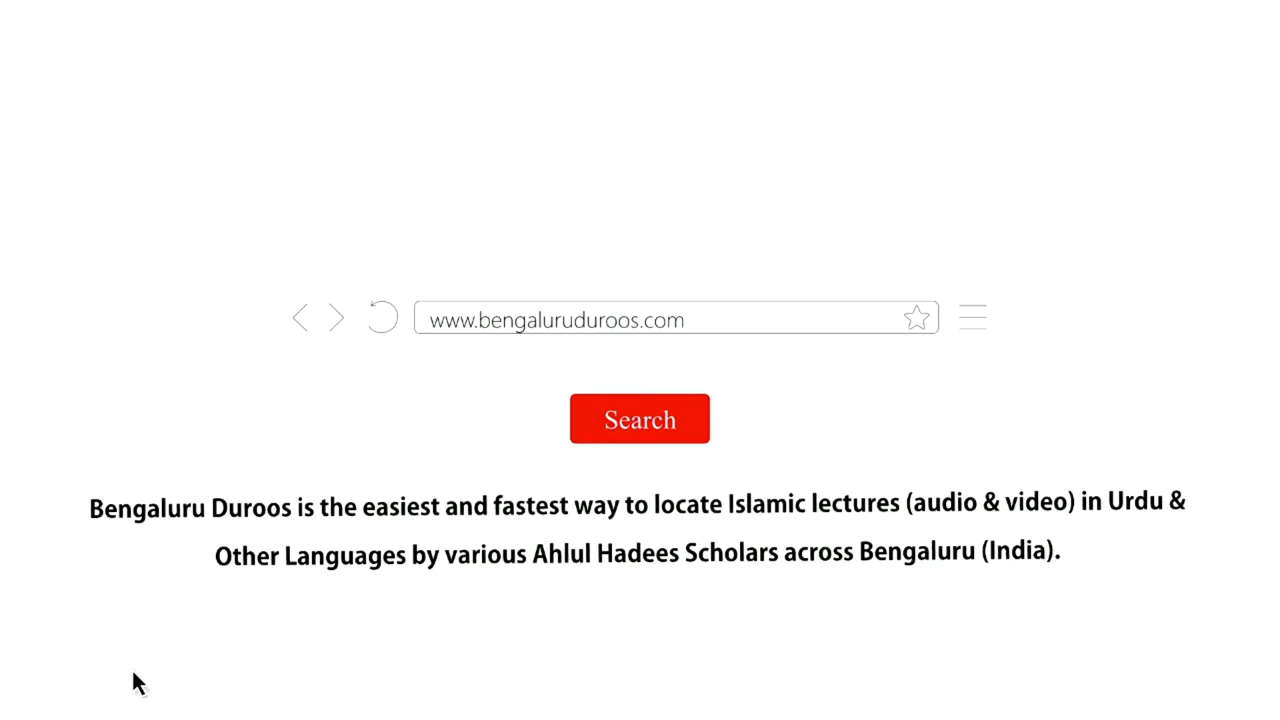 www.bengaluruduroos.com
Search
Bengaluru Duroos is the easiest and fastest way to locate Islamic lectures (audio & video) in Urdu &
Other Languages by various Ahlul Hadees Scholars across Bengaluru (India).